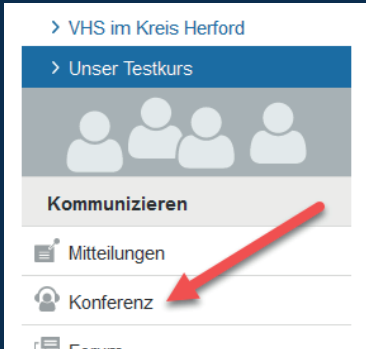 > VHS im Kreis Herford
> Unser Testkurs
Kommunizieren
Mitteilungen
Konferenz